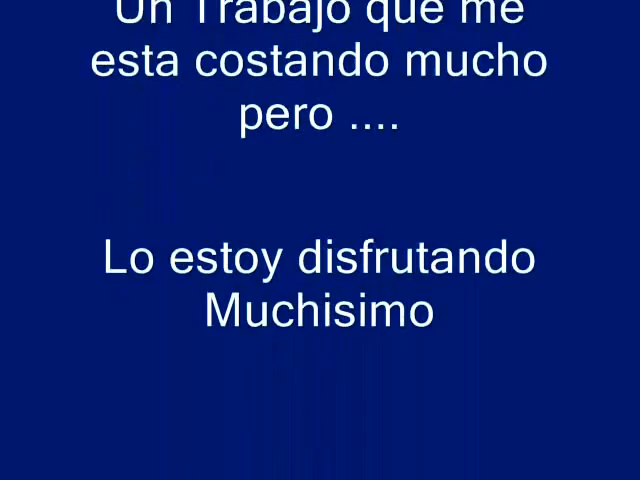 Un Trabajo que me
esta costando mucho
pero ....
Lo estoy disfrutando
Muchisimo